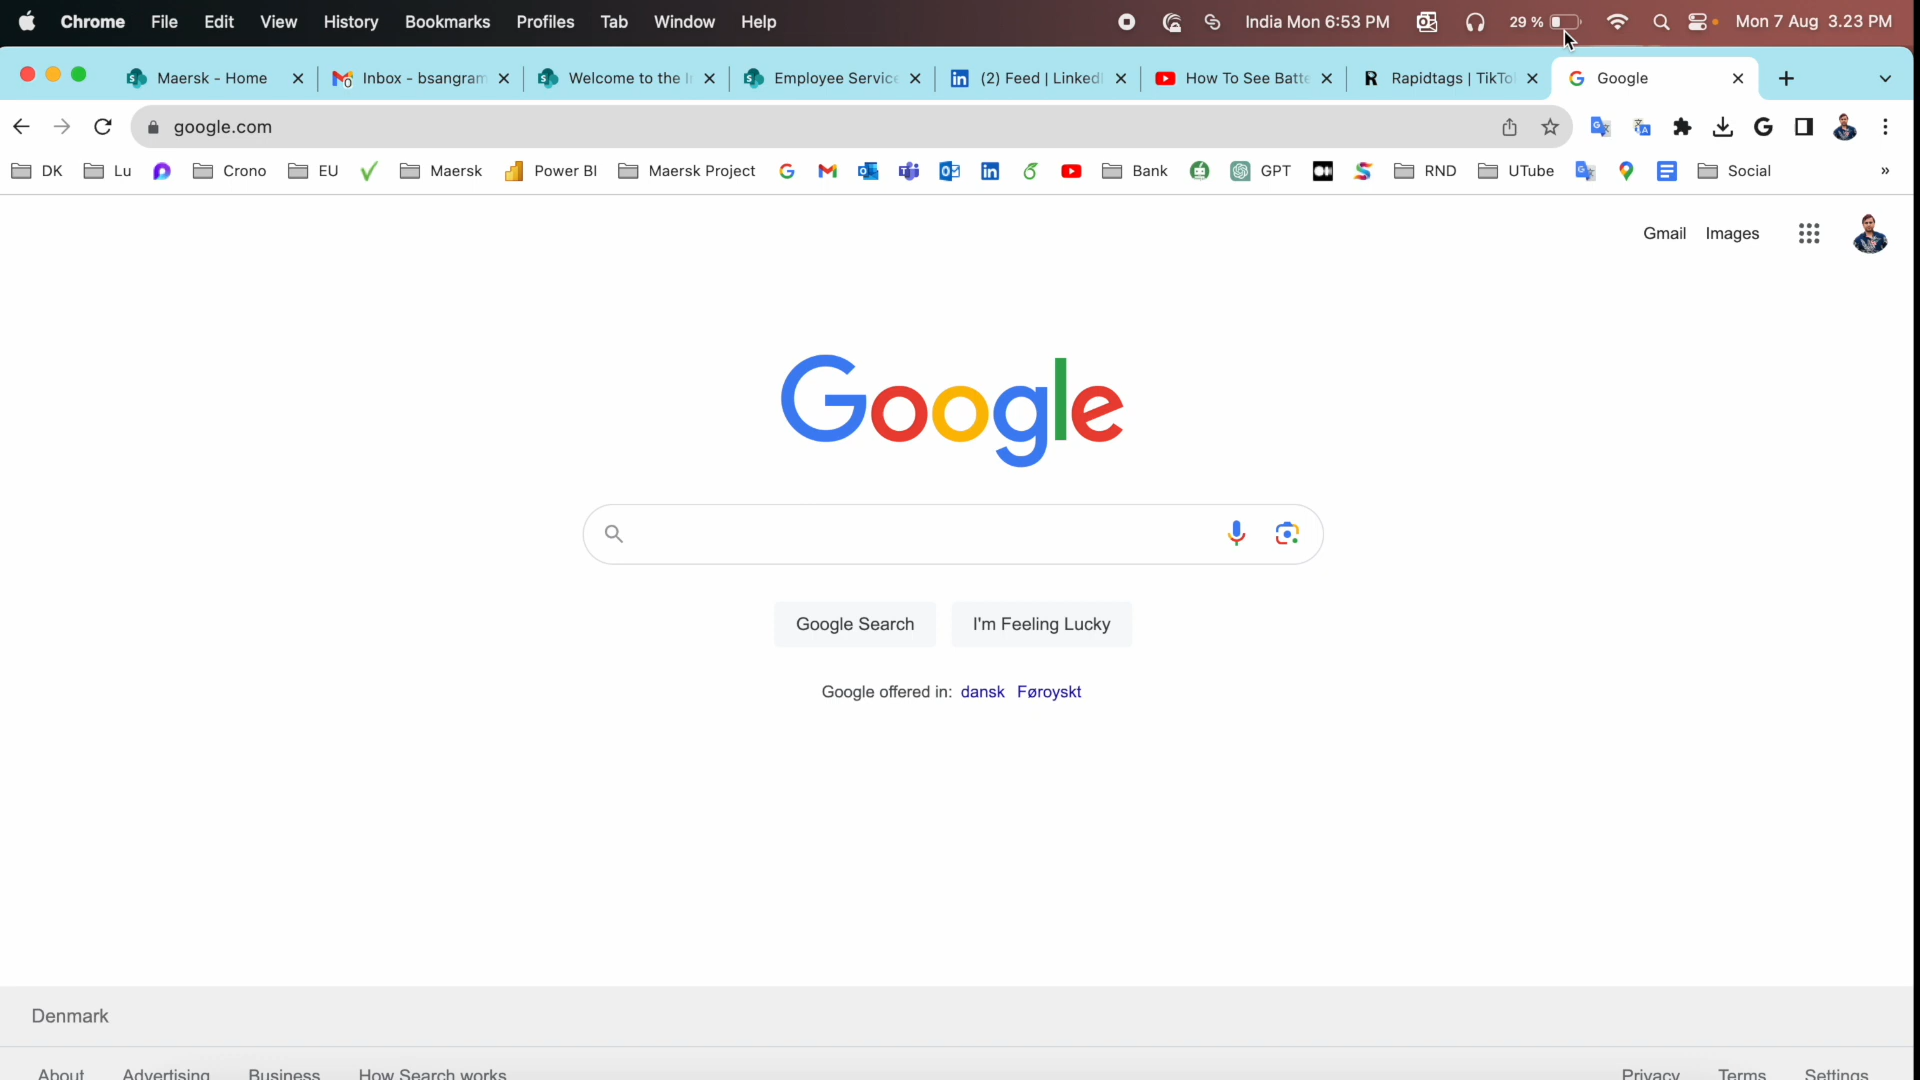 Chrome File Edit View History Bookmarks Profiles Tab Window Help India Mon 6:53 PM 29 % Mon 7 Aug 3.23 PM
Maersk - Home Inbox - bsangram Welcome to the I Employee Service (2) Feed | LinkedI How To See Batte Rapidtags | TikTo Google
google.com
DK Lu Crono EU Maersk Power BI Maersk Project Bank GPT RND UTube Social »
Gmail Images
Google
Google Search I'm Feeling Lucky
Google offered in: dansk Føroyskt
Denmark
About Advertising Business How Search works Privacy Terms Settings